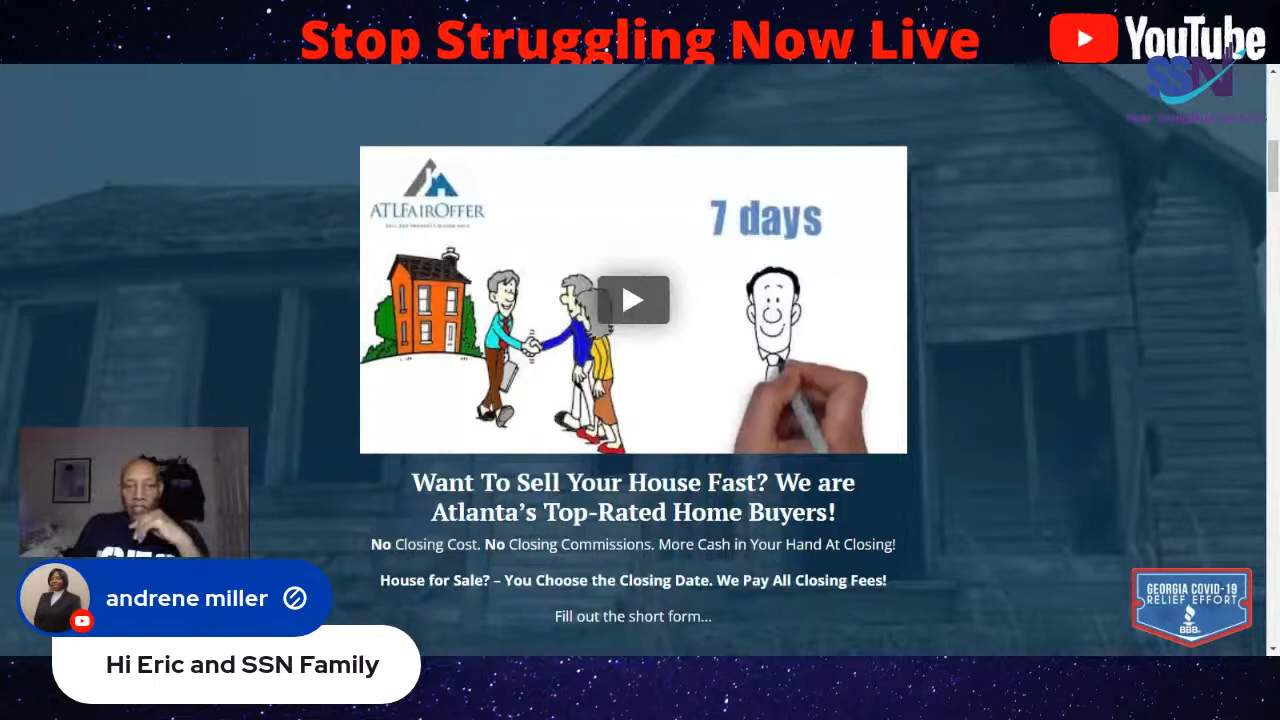 Stop Struggling Now Live
YouTube
SSN
ATLFAIROFFER
7 days
Want To Sell Your House Fast? We are
Atlanta's Top-Rated Home Buyers!
No Closing Cost. No Closing Commissions. More Cash in Your Hand At Closing!
House for Sale? – You Choose the Closing Date. We Pay All Closing Fees!
Fill out the short form...
GEORGIA COVID-19
RELIEF EFFORT
BBB
andrene miller
Hi Eric and SSN Family